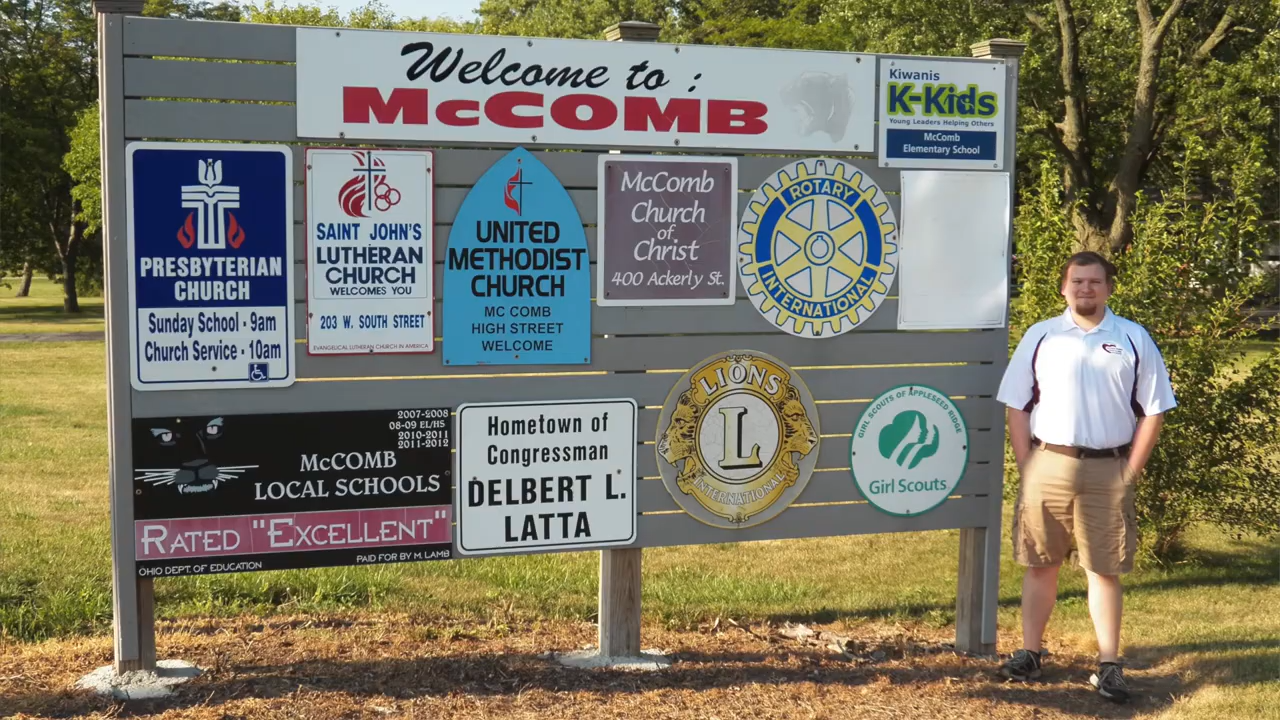 Welcome to :
McCOMB
Kiwanis
K-Kids
Young Leaders Helping Others
McComb
Elementary School
PRESBYTERIAN
CHURCH
Sunday School - 9am
Church Service - 10am
SAINT JOHN'S
LUTHERAN
CHURCH
WELCOMES YOU
203 W. SOUTH STREET
EVANGELICAL LUTHERAN CHURCH IN AMERICA
UNITED
METHODIST
CHURCH
MC COMB
HIGH STREET
WELCOME
McComb
Church
of
Christ
400 Ackerly St.
ROTARY
INTERNATIONAL
2007-2008
08-09 EL/HS
2010-2011
2011-2012
McCOMB
LOCAL SCHOOLS
RATED "EXCELLENT"
PAID FOR BY M. LAMB
OHIO DEPT. OF EDUCATION
Hometown of
Congressman
DELBERT L.
LATTA
LIONS
L
INTERNATIONAL
GIRL SCOUTS OF APPLESEED RIDGE
Girl Scouts